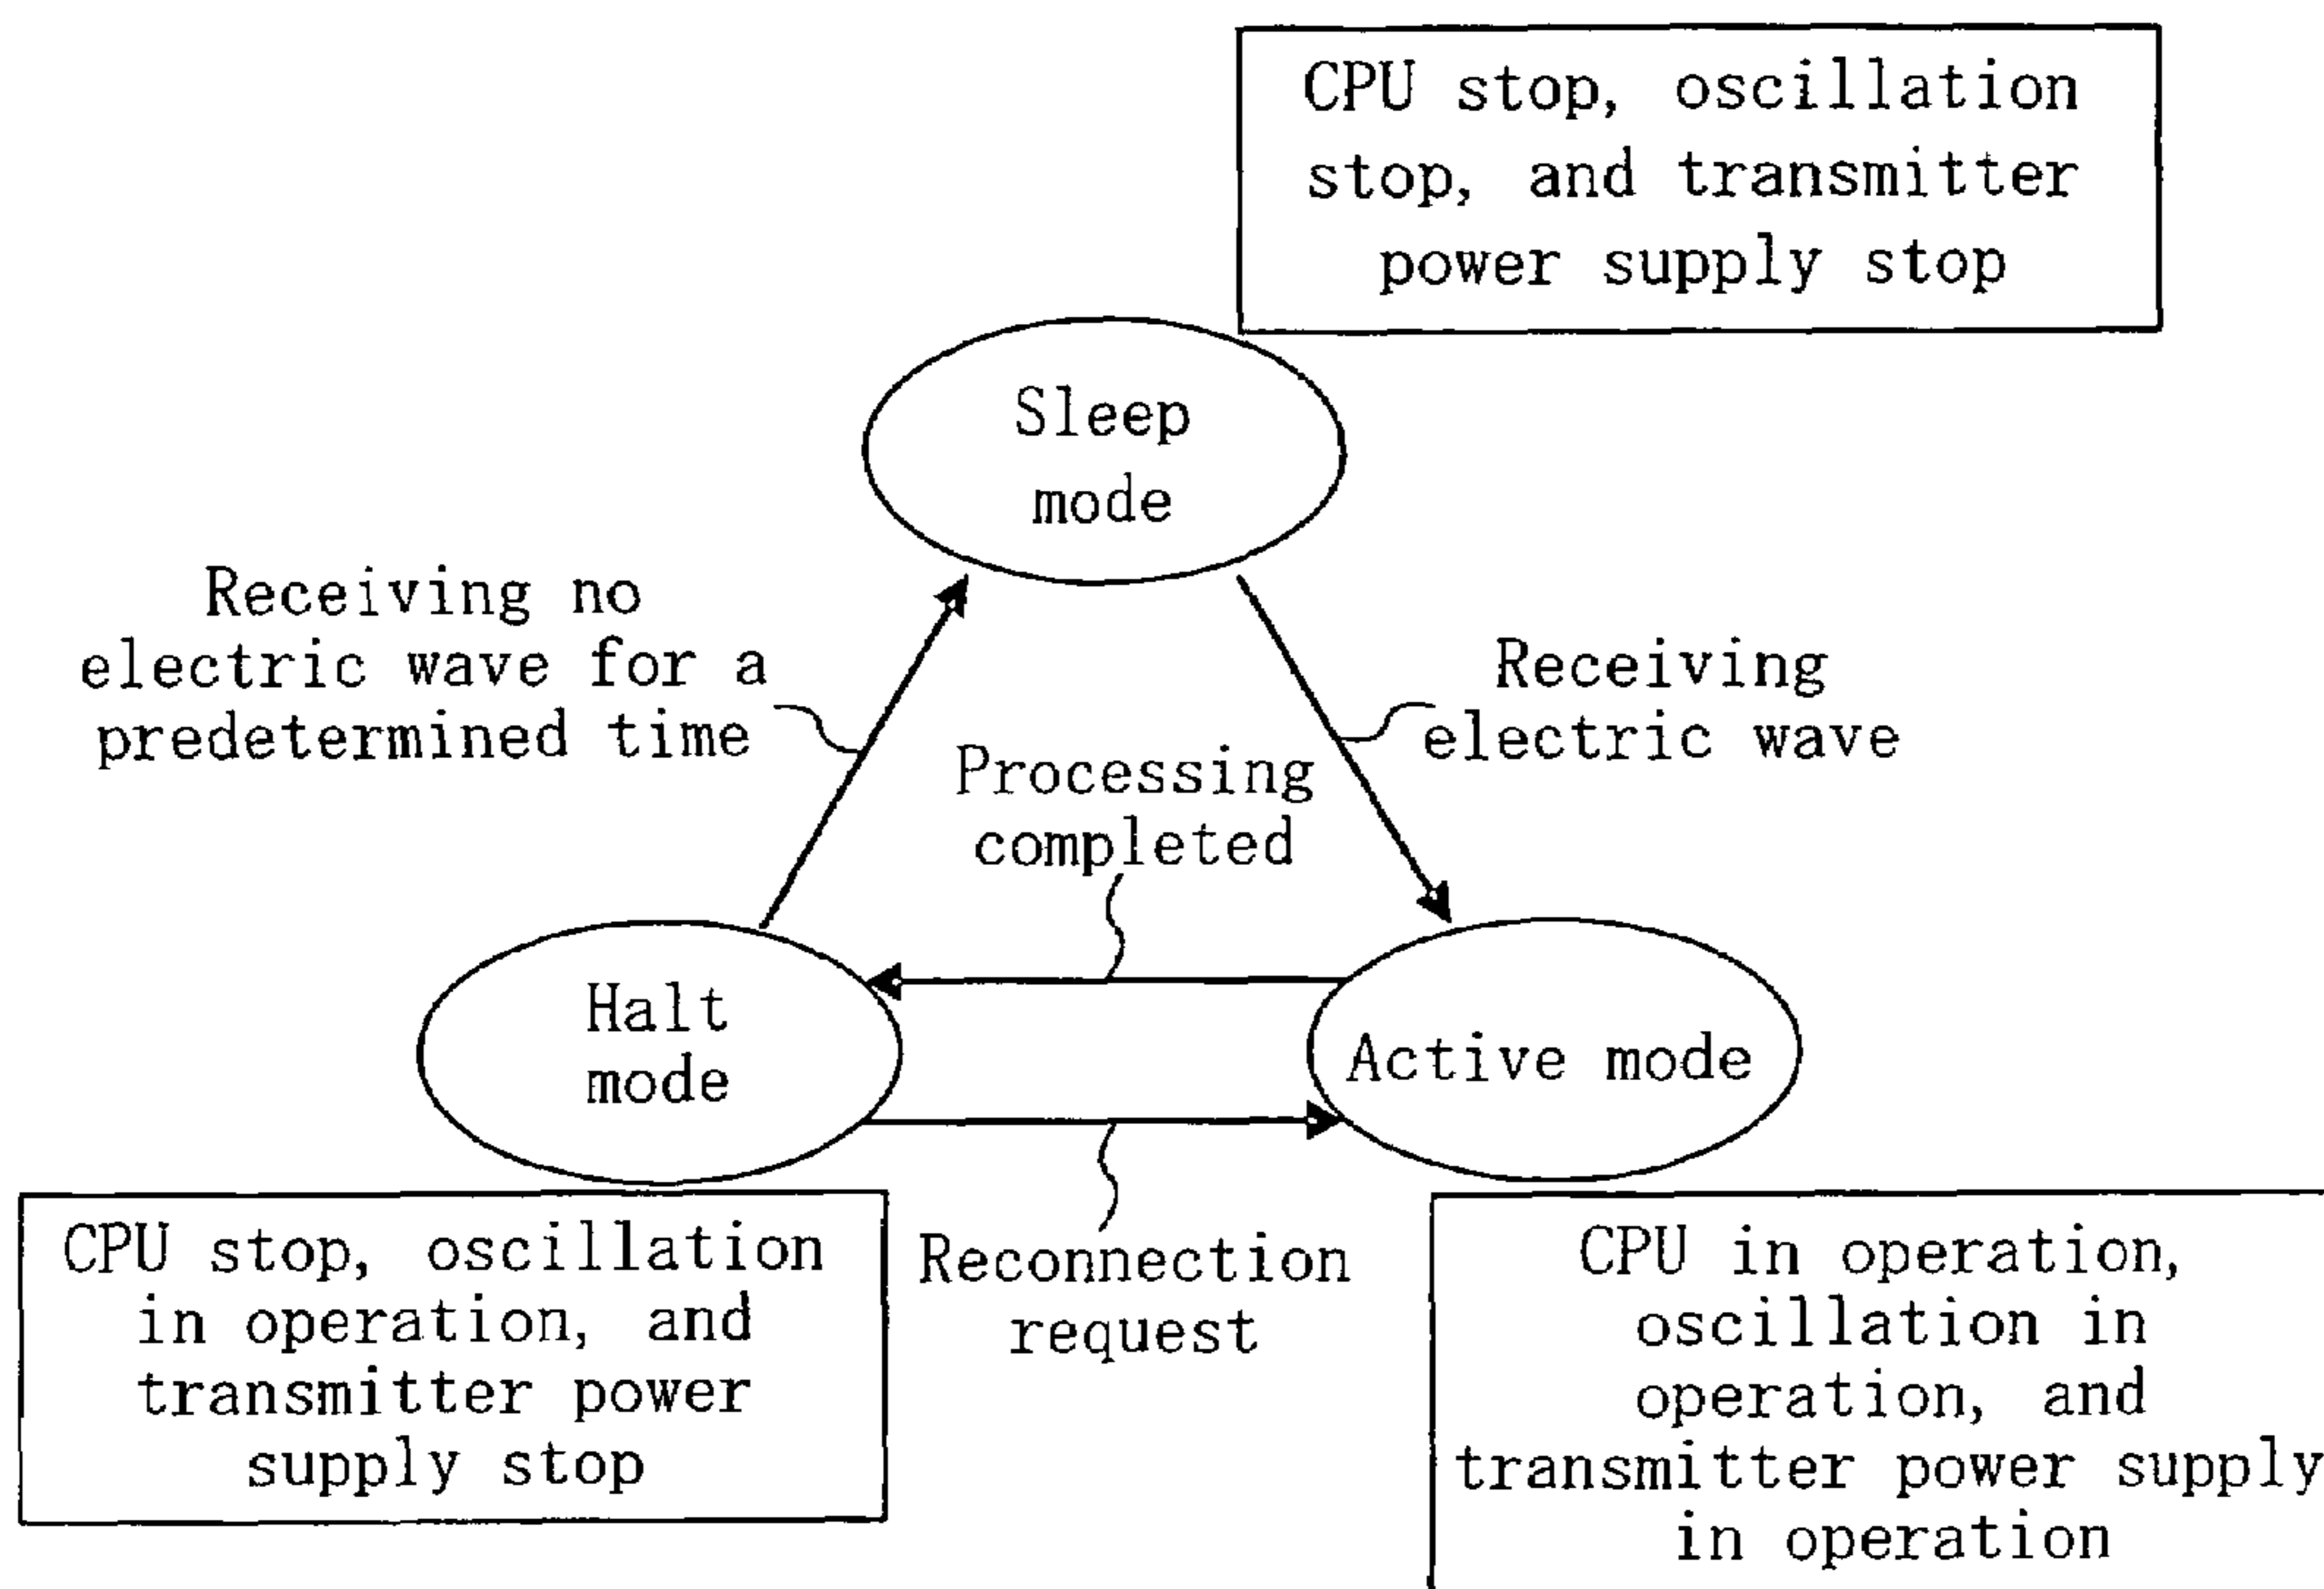 CPU stop, oscillation
stop, and transmitter
power supply stop
Sleep
mode
Receiving no
electric wave for a
predetermined time
Receiving
electric wave
Processing
completed
Halt
mode
Active mode
CPU stop, oscillation
in operation, and
transmitter power
supply stop
Reconnection
request
CPU in operation,
oscillation in
operation, and
transmitter power supply
in operation